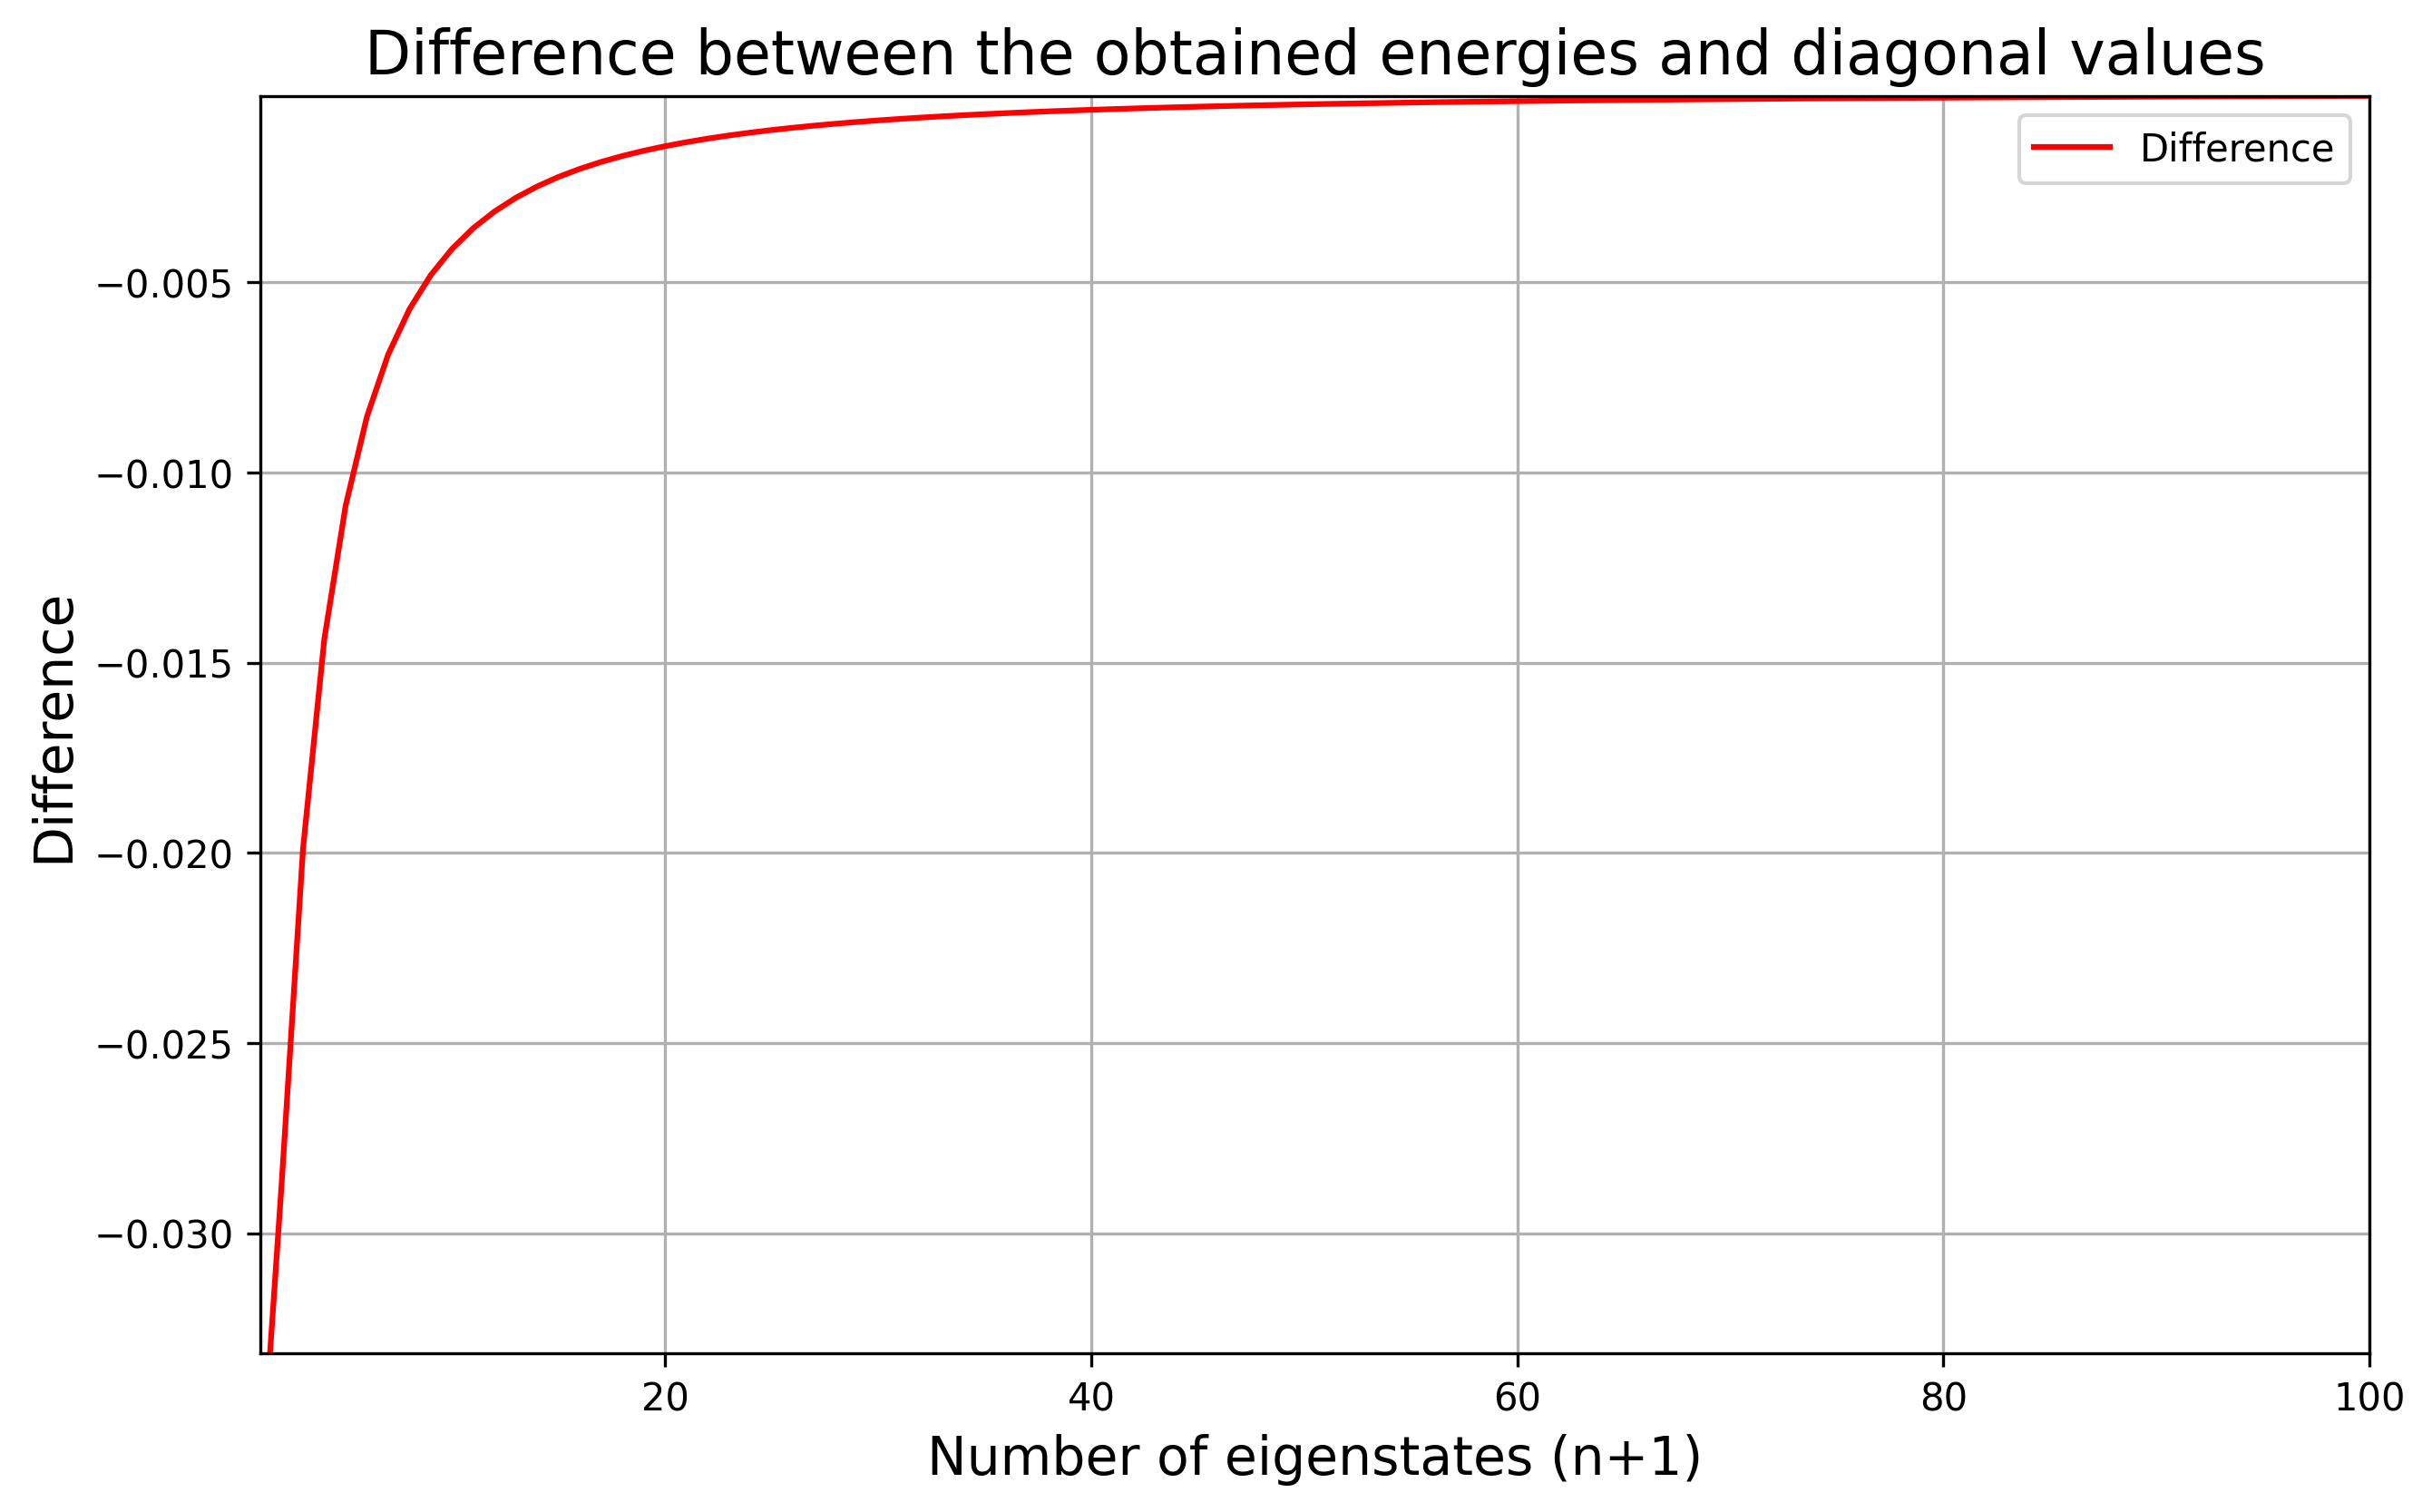 Difference between the obtained energies and diagonal values
Difference
−0.005
−0.010
−0.015
−0.020
−0.025
−0.030
Difference
20
40
60
80
100
Number of eigenstates (n+1)